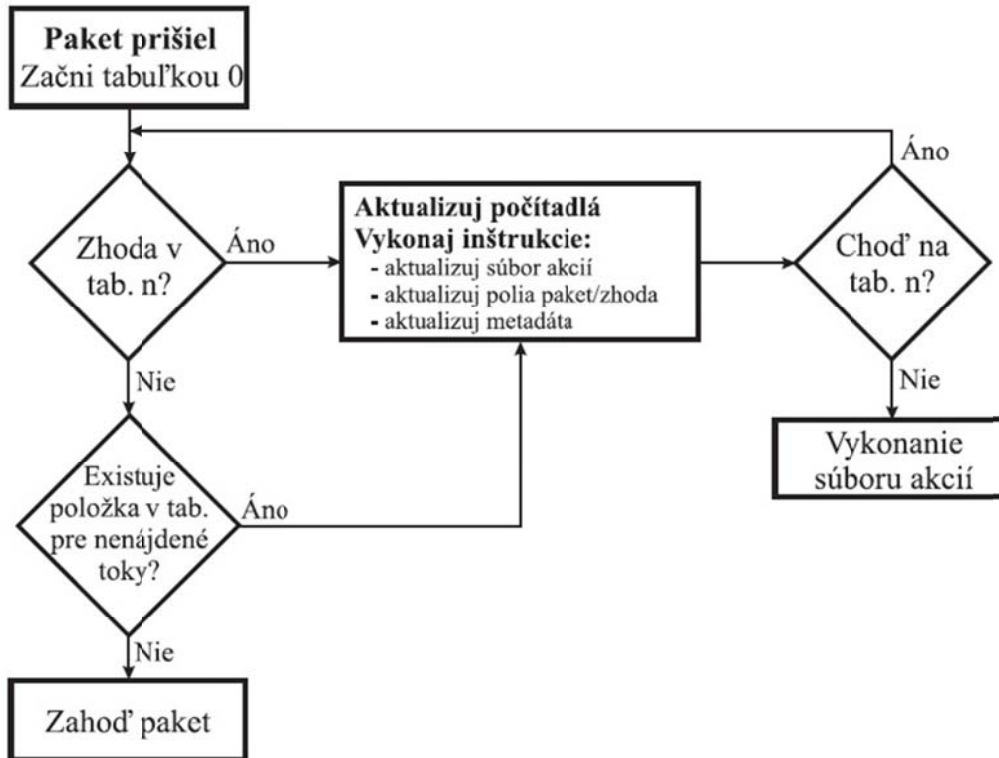 Paket prišiel
Začni tabuľkou 0
Áno
Zhoda v
tab. n?
Áno
Aktualizuj počítadlá
Vykonaj inštrukcie:
- aktualizuj súbor akcií
- aktualizuj polia paket/zhoda
- aktualizuj metadáta
Choď na
tab. n?
Nie
Nie
Vykonanie
súboru akcií
Existuje
položka v tab.
pre nenájdené
toky?
Áno
Nie
Zahoď paket